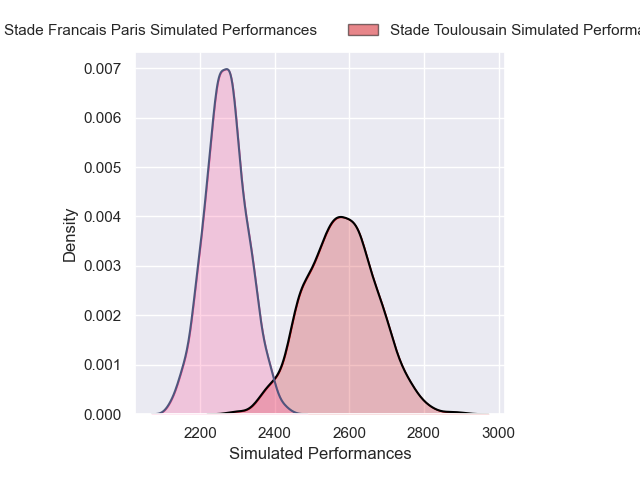 Stade Francais Paris Simulated Performances Stade Toulousain Simulated Performa
0.007
0.006
0.005
0.004
0.003
0.002
0.001
0.000
Density
2200 2400 2600 2800 3000
Simulated Performances